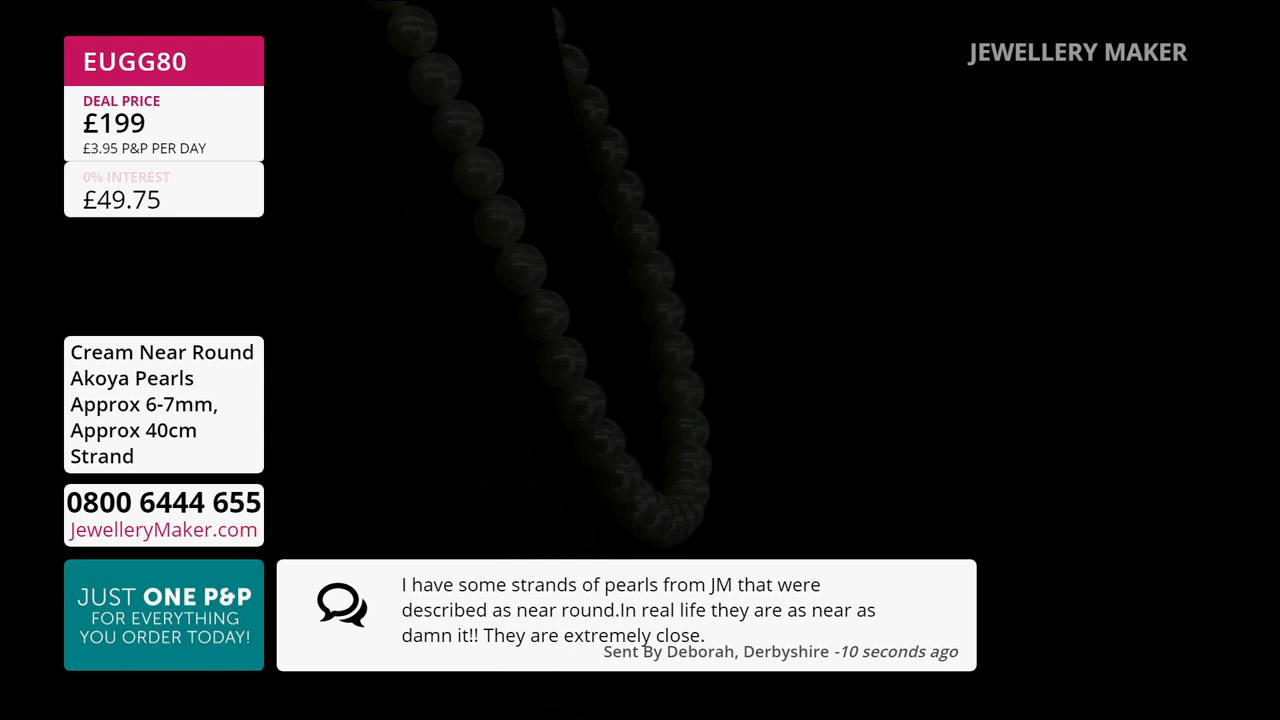 EUGG80
DEAL PRICE
£199
£3.95 P&P PER DAY
0% INTEREST
£49.75
JEWELLERY MAKER
Cream Near Round
Akoya Pearls
Approx 6-7mm,
Approx 40cm
Strand
0800 6444 655
JewelleryMaker.com
JUST ONE P&P
FOR EVERYTHING
YOU ORDER TODAY!
I have some strands of pearls from JM that were
described as near round.In real life they are as near as
damn it!! They are extremely close.
Sent By Deborah, Derbyshire -10 seconds ago